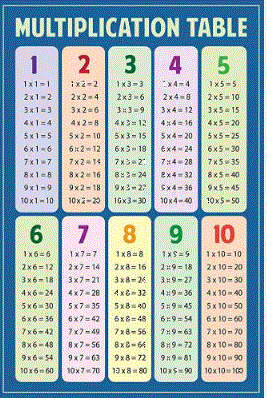 MULTIPLICATION TABLE
1
1 x 1 = 1
2 x 1 = 2
3 x 1 = 3
4 x 1 = 4
5 x 1 = 5
6 x 1 = 6
7 x 1 = 7
8 x 1 = 8
9 x 1 = 9
10 x 1 = 10
2
1 x 2 = 2
2 x 2 = 4
3 x 2 = 6
4 x 2 = 8
5 x 2 = 10
6 x 2 = 12
7 x 2 = 14
8 x 2 = 16
9 x 2 = 18
10 x 2 = 20
3
1 x 3 = 3
2 x 3 = 6
3 x 3 = 9
4 x 3 = 12
5 x 3 = 15
6 x 3 = 18
7 x 3 = 21
8 x 3 = 24
9 x 3 = 27
10 x 3 = 30
4
1 x 4 = 4
2 x 4 = 8
3 x 4 = 12
4 x 4 = 16
5 x 4 = 20
6 x 4 = 24
7 x 4 = 28
8 x 4 = 32
9 x 4 = 36
10 x 4 = 40
5
1 x 5 = 5
2 x 5 = 10
3 x 5 = 15
4 x 5 = 20
5 x 5 = 25
6 x 5 = 30
7 x 5 = 35
8 x 5 = 40
9 x 5 = 45
10 x 5 = 50
6
1 x 6 = 6
2 x 6 = 12
3 x 6 = 18
4 x 6 = 24
5 x 6 = 30
6 x 6 = 36
7 x 6 = 42
8 x 6 = 48
9 x 6 = 54
10 x 6 = 60
7
1 x 7 = 7
2 x 7 = 14
3 x 7 = 21
4 x 7 = 28
5 x 7 = 35
6 x 7 = 42
7 x 7 = 49
8 x 7 = 56
9 x 7 = 63
10 x 7 = 70
8
1 x 8 = 8
2 x 8 = 16
3 x 8 = 24
4 x 8 = 32
5 x 8 = 40
6 x 8 = 48
7 x 8 = 56
8 x 8 = 64
9 x 8 = 72
10 x 8 = 80
9
1 x 9 = 9
2 x 9 = 18
3 x 9 = 27
4 x 9 = 36
5 x 9 = 45
6 x 9 = 54
7 x 9 = 63
8 x 9 = 72
9 x 9 = 81
10 x 9 = 90
10
1 x 10 = 10
2 x 10 = 20
3 x 10 = 30
4 x 10 = 40
5 x 10 = 50
6 x 10 = 60
7 x 10 = 70
8 x 10 = 80
9 x 10 = 90
10 x 10 = 100